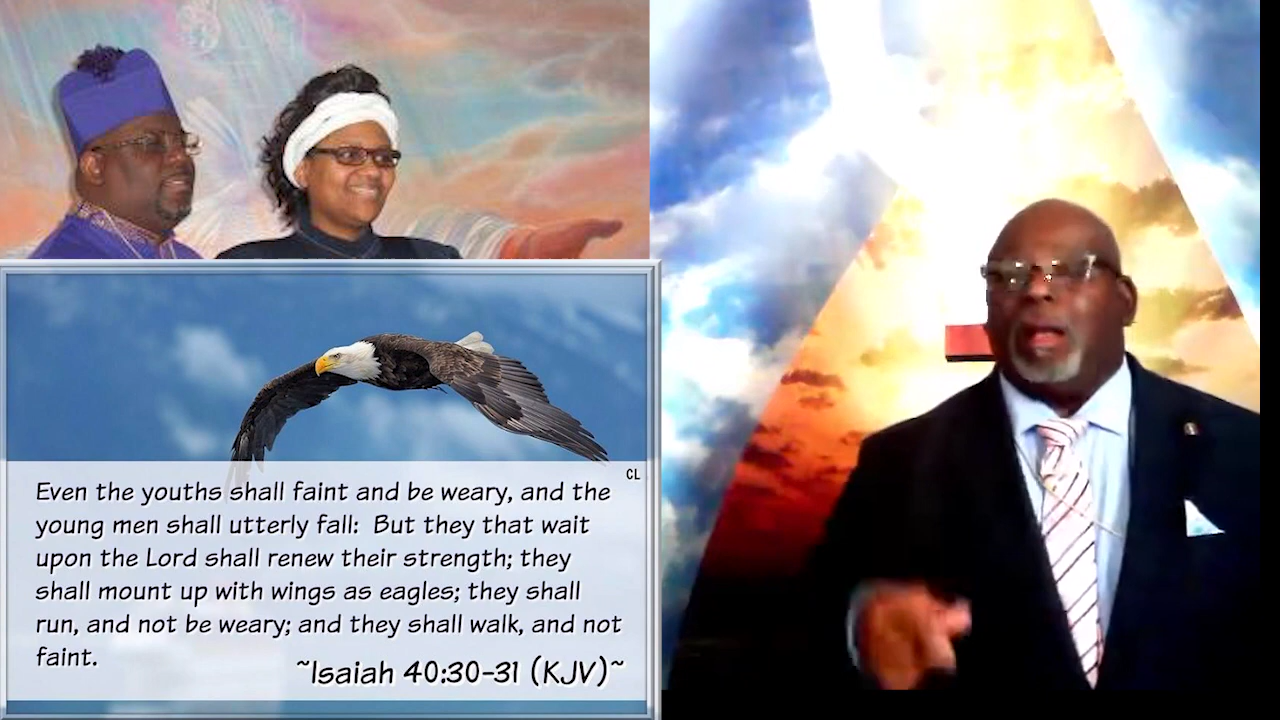 CL
Even the youths shall faint and be weary, and the
young men shall utterly fall:  But they that wait
upon the Lord shall renew their strength; they
shall mount up with wings as eagles; they shall
run, and not be weary; and they shall walk, and not
faint.
~Isaiah 40:30-31 (KJV)~